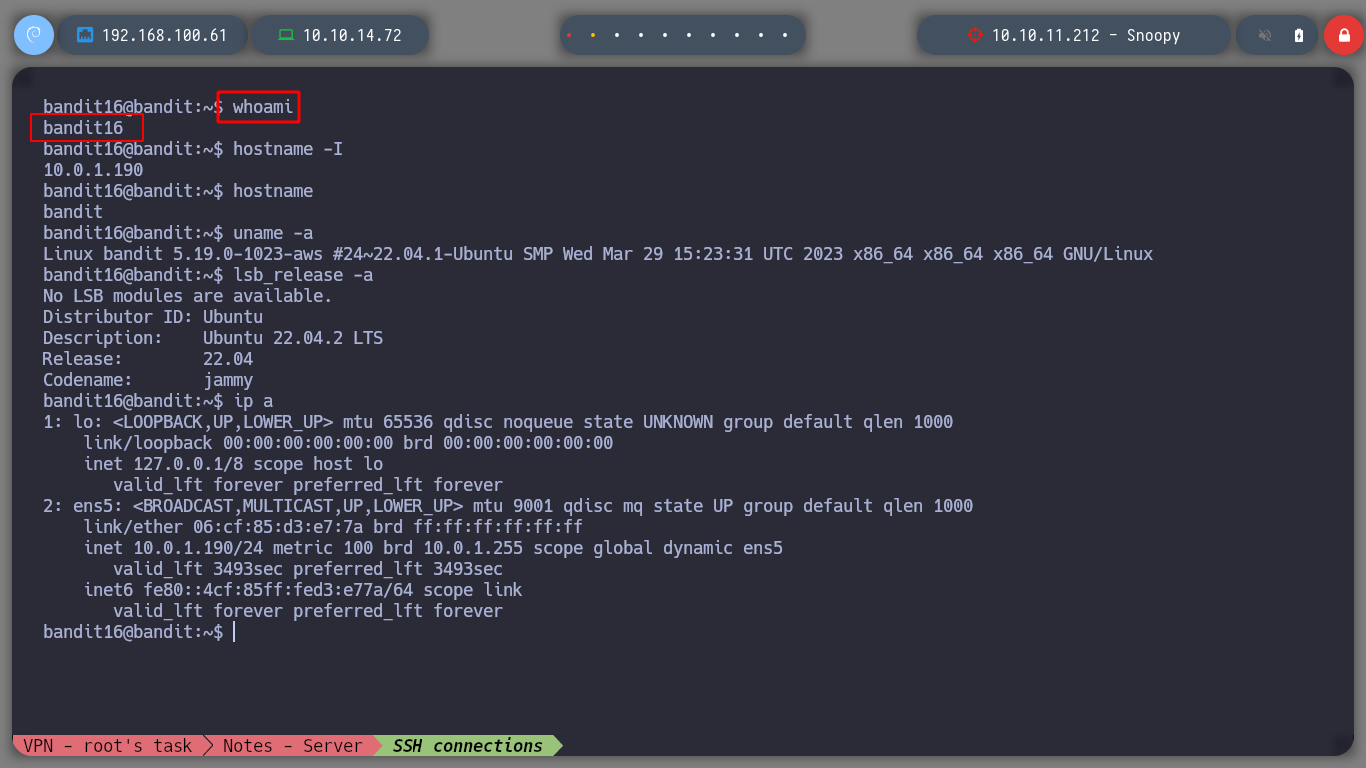 192.168.100.61 10.10.14.72 10.10.11.212 - Snoopy
bandit16@bandit:~$ whoami
bandit16
bandit16@bandit:~$ hostname -I
10.0.1.190
bandit16@bandit:~$ hostname
bandit
bandit16@bandit:~$ uname -a
Linux bandit 5.19.0-1023-aws #24~22.04.1-Ubuntu SMP Wed Mar 29 15:23:31 UTC 2023 x86_64 x86_64 x86_64 GNU/Linux
bandit16@bandit:~$ lsb_release -a
No LSB modules are available.
Distributor ID: Ubuntu
Description:    Ubuntu 22.04.2 LTS
Release:        22.04
Codename:       jammy
bandit16@bandit:~$ ip a
1: lo: <LOOPBACK,UP,LOWER_UP> mtu 65536 qdisc noqueue state UNKNOWN group default qlen 1000
    link/loopback 00:00:00:00:00:00 brd 00:00:00:00:00:00
    inet 127.0.0.1/8 scope host lo
       valid_lft forever preferred_lft forever
2: ens5: <BROADCAST,MULTICAST,UP,LOWER_UP> mtu 9001 qdisc mq state UP group default qlen 1000
    link/ether 06:cf:85:d3:e7:7a brd ff:ff:ff:ff:ff:ff
    inet 10.0.1.190/24 metric 100 brd 10.0.1.255 scope global dynamic ens5
       valid_lft 3493sec preferred_lft 3493sec
    inet6 fe80::4cf:85ff:fed3:e77a/64 scope link
       valid_lft forever preferred_lft forever
bandit16@bandit:~$
VPN - root's task Notes - Server SSH connections